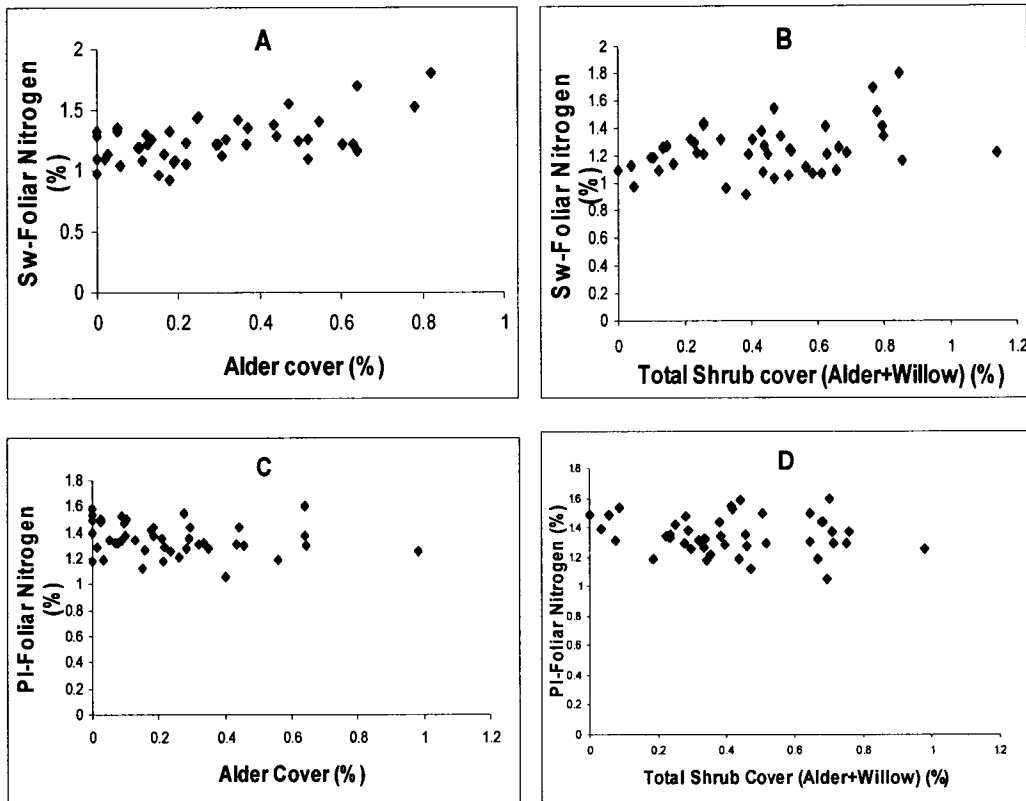 A
Sw-Foliar Nitrogen
(%)
2
1.5
1
0.5
0
0 0.2 0.4 0.6 0.8 1
Alder cover (%)
B
Sw-Foliar Nitrogen
(%)
2
1.8
1.6
1.4
1.2
1
0.8
0.6
0.4
0.2
0
0 0.2 0.4 0.6 0.8 1 1.2
Total Shrub cover (Alder+Willow) (%)
C
Pl-Foliar Nitrogen
(%)
1.8
1.6
1.4
1.2
1
0.8
0.6
0.4
0.2
0
0 0.2 0.4 0.6 0.8 1 1.2
Alder Cover (%)
D
Pl-Foliar Nitrogen (%)
1.8
1.6
1.4
1.2
1
0.8
0.6
0.4
0.2
0
0 0.2 0.4 0.6 0.8 1 1.2
Total Shrub Cover (Alder+Willow) (%)